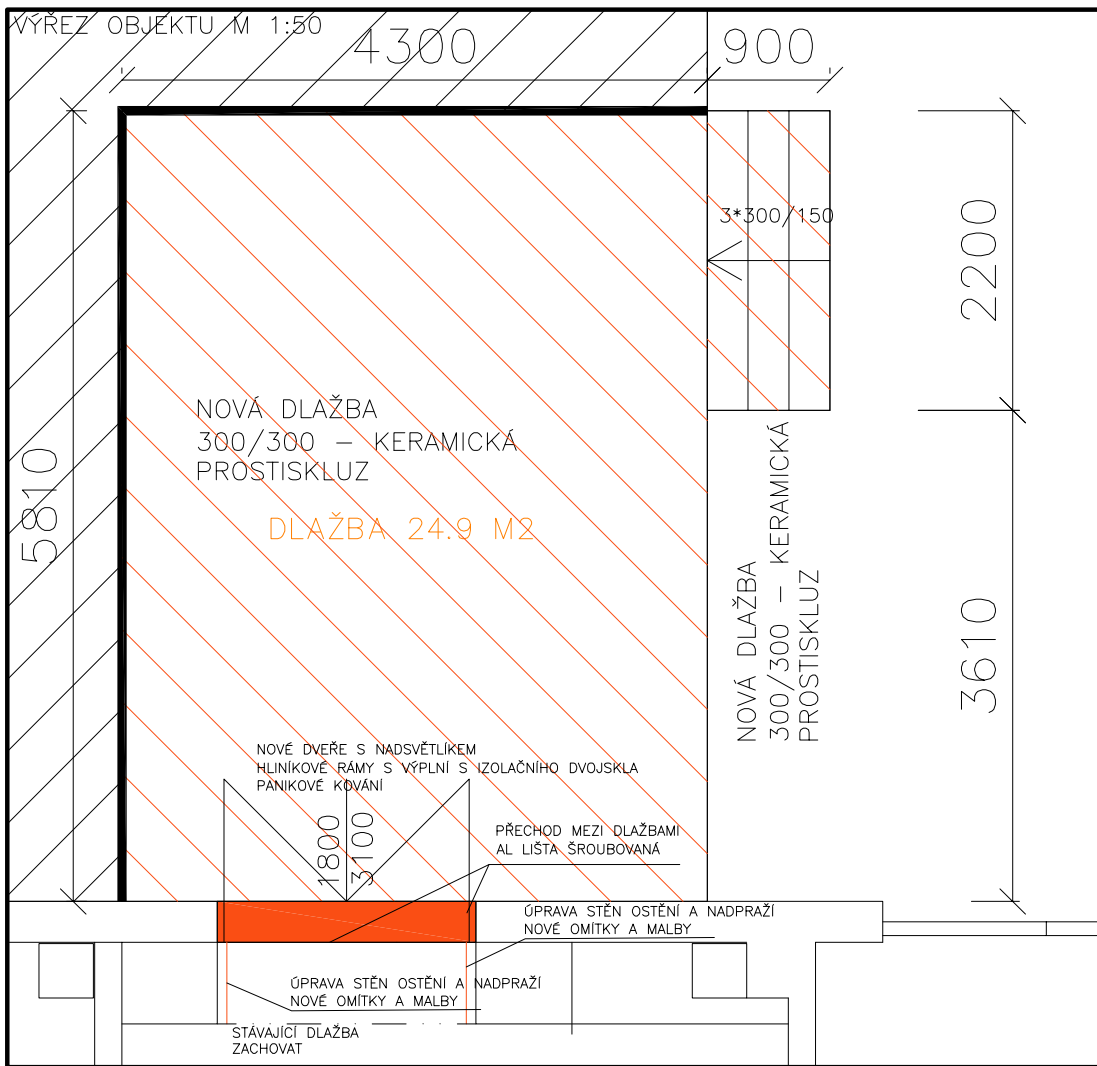 VÝŘEZ OBJEKTU M 1:50
4300
900
3*300/150
2200
5810
NOVÁ DLAŽBA
300/300 – KERAMICKÁ
PROSTISKLUZ
DLAŽBA 24.9 M2
NOVÁ DLAŽBA
300/300 – KERAMICKÁ
PROSTISKLUZ
3610
NOVÉ DVEŘE S NADSVĚTLÍKEM
HLINÍKOVÉ RÁMY S VÝPLNÍ S IZOLAČNÍHO DVOJSKLA
PANIKOVÉ KOVÁNÍ
1800
3100
PŘECHOD MEZI DLAŽBAMI
AL LIŠTA ŠROUBOVANÁ
ÚPRAVA STĚN OSTĚNÍ A NADPRAŽÍ
NOVÉ OMÍTKY A MALBY
ÚPRAVA STĚN OSTĚNÍ A NADPRAŽÍ
NOVÉ OMÍTKY A MALBY
STÁVAJÍCÍ DLAŽBA
ZACHOVAT